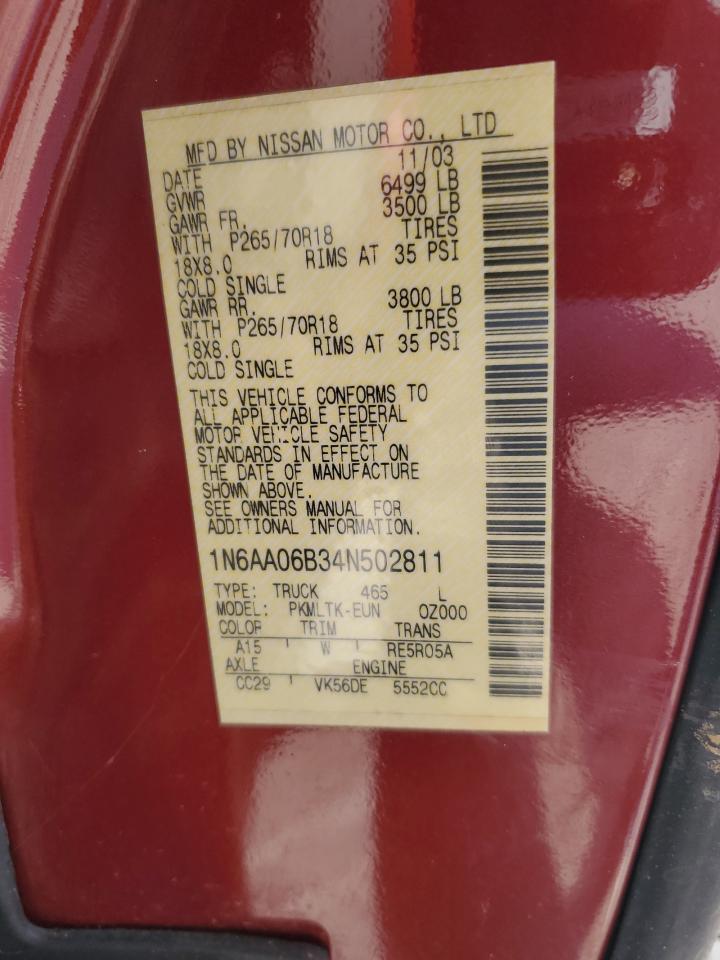 MFD BY NISSAN MOTOR CO., LTD
DATE 11/03
GVWR 6499 LB
GAWR FR. 3500 LB
WITH P265/70R18 TIRES
18X8.0 RIMS AT 35 PSI
COLD SINGLE
GAWR RR. 3800 LB
WITH P265/70R18 TIRES
18X8.0 RIMS AT 35 PSI
COLD SINGLE
THIS VEHICLE CONFORMS TO
ALL APPLICABLE FEDERAL
MOTOR VEHICLE SAFETY
STANDARDS IN EFFECT ON
THE DATE OF MANUFACTURE
SHOWN ABOVE.
SEE OWNERS MANUAL FOR
ADDITIONAL INFORMATION.
1N6AA06B34N502811
TYPE: TRUCK 465 L
MODEL: PKMLTK-EUN OZ000
COLOR TRIM TRANS
A15 W RE5R05A
AXLE ENGINE
CC29 VK56DE 5552CC